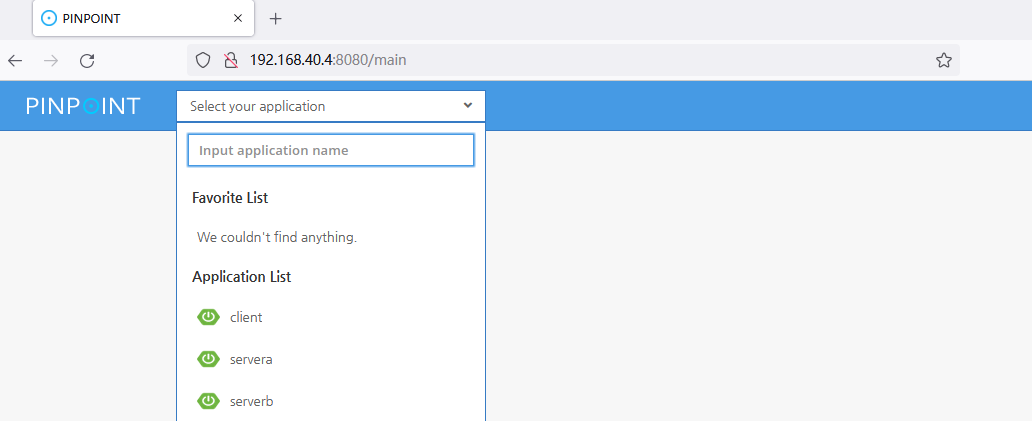 PINPOINT
192.168.40.4:8080/main
PINPOINT
Select your application
Input application name
Favorite List
We couldn't find anything.
Application List
client
servera
serverb